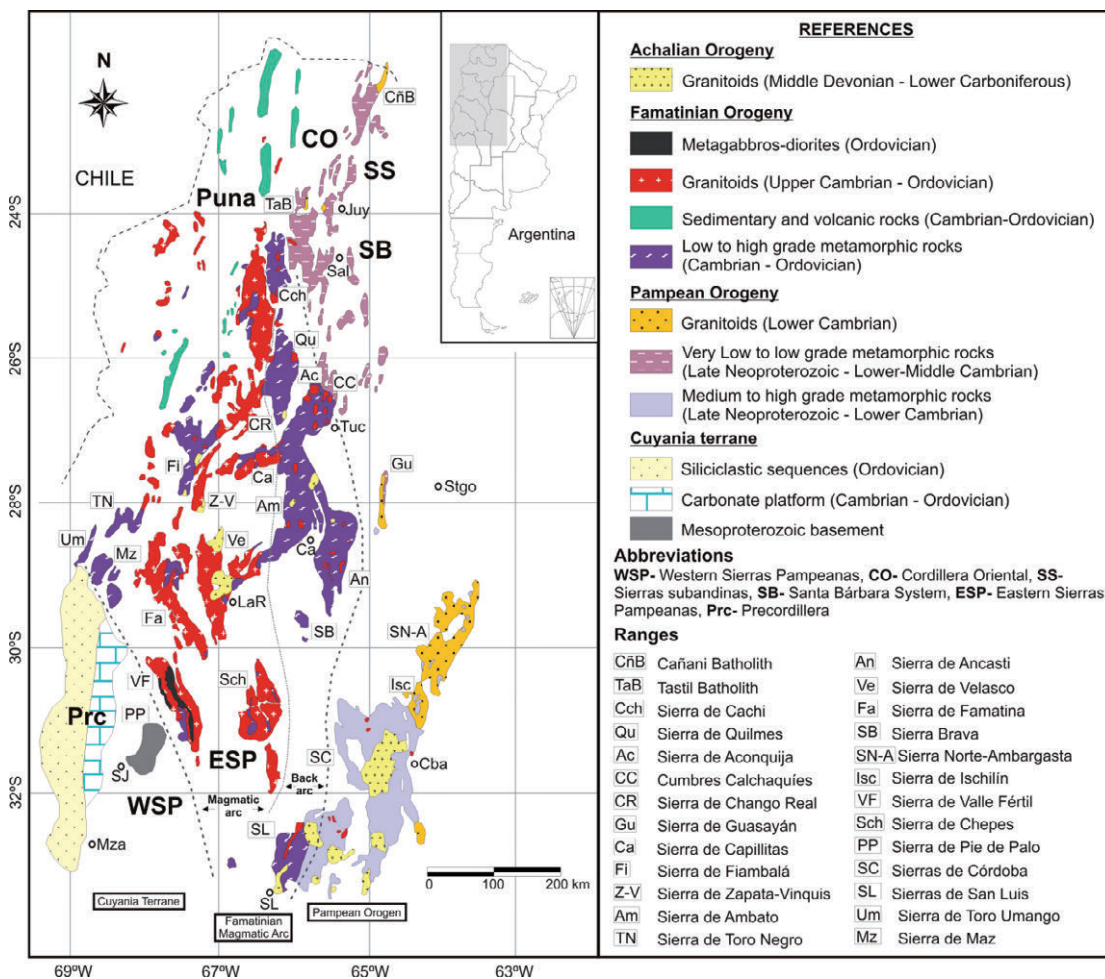 N
CHILE
Puna
CO
SS
SB
CñB
TaB
Juy
Sal
Cch
Qu
Ac
CC
CR
Tuc
Fi
Ca
Gu
Stgo
Z-V
Am
TN
Um
Mz
Ve
Ca
An
LaR
Fa
SB
SN-A
VF
Sch
Isc
Prc
PP
ESP
SC
Cba
SJ
WSP
Magmatic arc
Back arc
SL
Mza
SL
0 100 200 km
Cuyania Terrane
Famatinian Magmatic Arc
Pampean Orogen
24°S
26°S
28°S
30°S
32°S
69°W 67°W 65°W 63°W
Argentina
REFERENCES
Achalian Orogeny
Granitoids (Middle Devonian - Lower Carboniferous)
Famatinian Orogeny
Metagabbros-diorites (Ordovician)
Granitoids (Upper Cambrian - Ordovician)
Sedimentary and volcanic rocks (Cambrian-Ordovician)
Low to high grade metamorphic rocks
(Cambrian - Ordovician)
Pampean Orogeny
Granitoids (Lower Cambrian)
Very Low to low grade metamorphic rocks
(Late Neoproterozoic - Lower-Middle Cambrian)
Medium to high grade metamorphic rocks
(Late Neoproterozoic - Lower Cambrian)
Cuyania terrane
Siliciclastic sequences (Ordovician)
Carbonate platform (Cambrian - Ordovician)
Mesoproterozoic basement
Abbreviations
WSP- Western Sierras Pampeanas, CO- Cordillera Oriental, SS-
Sierras subandinas, SB- Santa Bárbara System, ESP- Eastern Sierras
Pampeanas, Prc- Precordillera
Ranges
CñB Cañani Batholith
TaB Tastil Batholith
Cch Sierra de Cachi
Qu Sierra de Quilmes
Ac Sierra de Aconquija
CC Cumbres Calchaquíes
CR Sierra de Chango Real
Gu Sierra de Guasayán
Ca Sierra de Capillitas
Fi Sierra de Fiambalá
Z-V Sierra de Zapata-Vinquis
Am Sierra de Ambato
TN Sierra de Toro Negro
An Sierra de Ancasti
Ve Sierra de Velasco
Fa Sierra de Famatina
SB Sierra Brava
SN-A Sierra Norte-Ambargasta
Isc Sierra de Ischilín
VF Sierra de Valle Fértil
Sch Sierra de Chepes
PP Sierra de Pie de Palo
SC Sierras de Córdoba
SL Sierras de San Luis
Um Sierra de Toro Umango
Mz Sierra de Maz